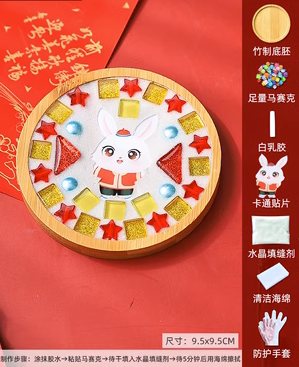 竹制底胚
足量马赛克
白乳胶
卡通贴片
水晶填缝剂
清洁海绵
防护手套
尺寸：9.5x9.5CM
制作步骤：涂抹胶水→粘贴马赛克→待干填入水晶填缝剂→待5分钟后用海绵擦拭